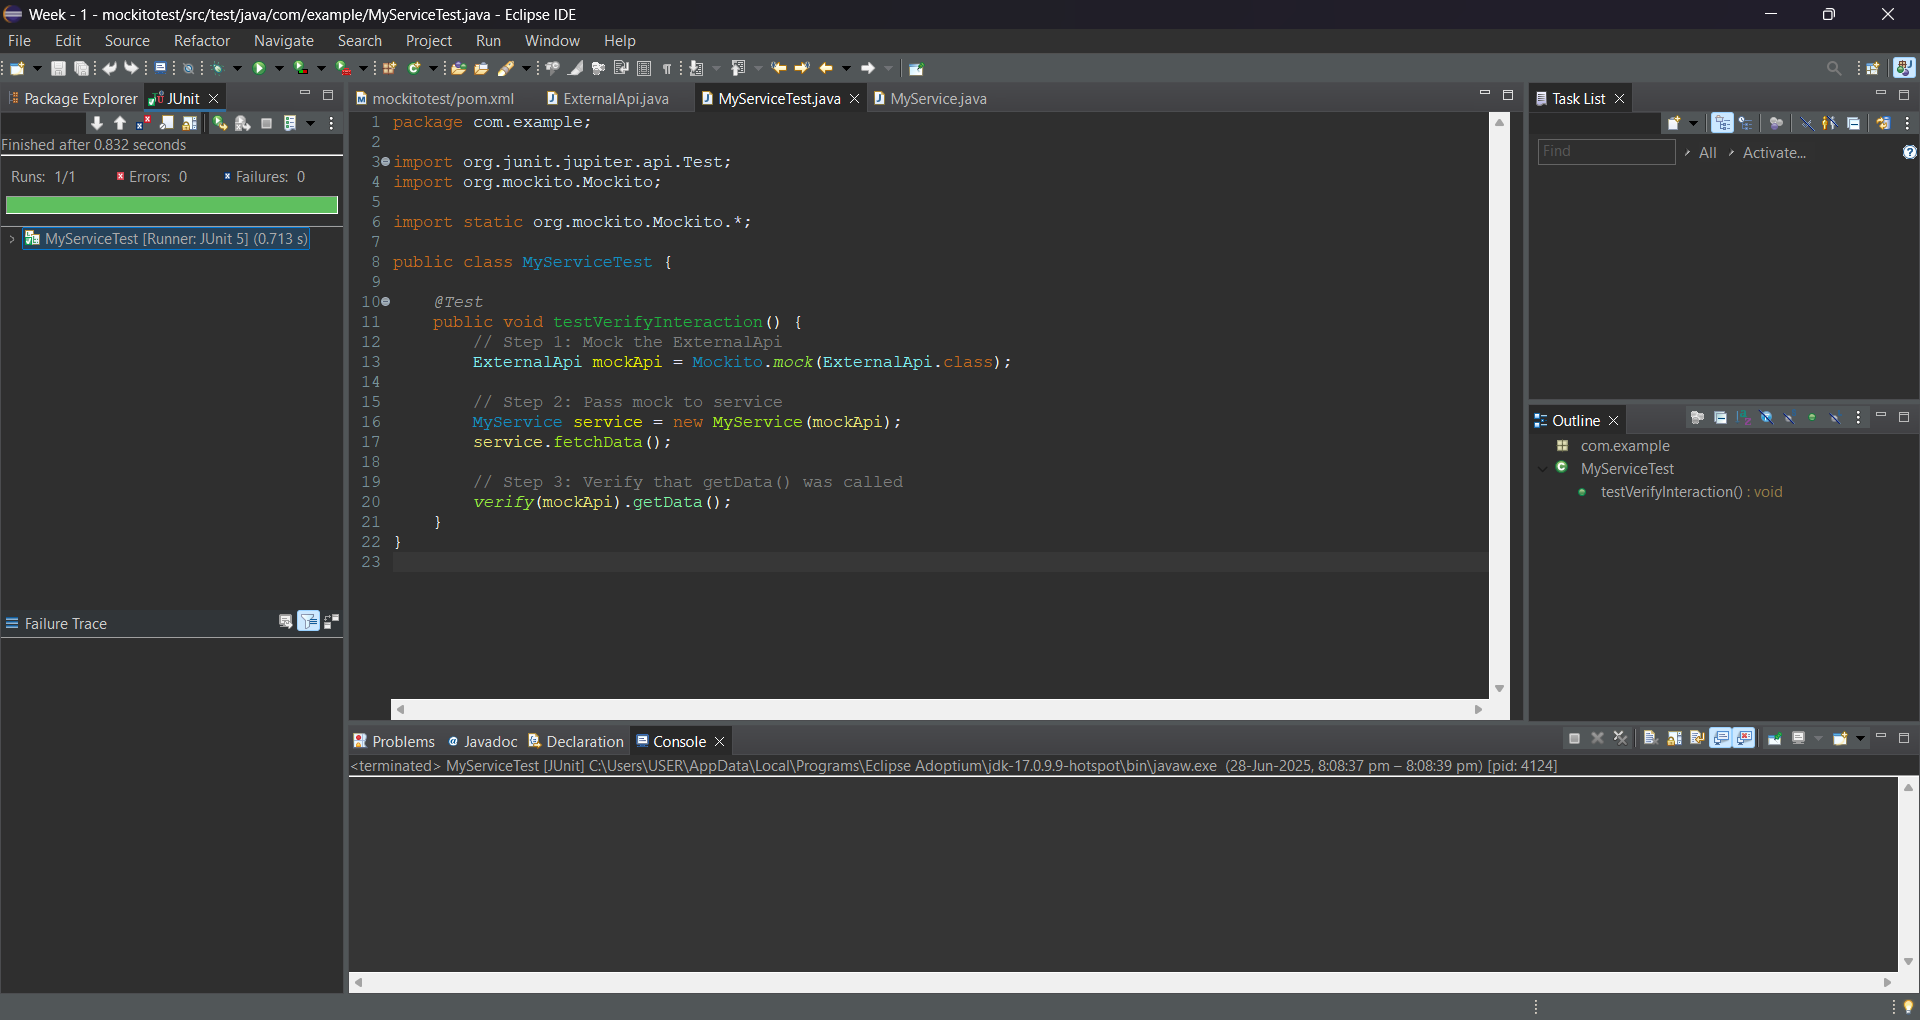 Week - 1 - mockitotest/src/test/java/com/example/MyServiceTest.java - Eclipse IDE
File Edit Source Refactor Navigate Search Project Run Window Help
Package Explorer JUnit
Finished after 0.832 seconds
Runs: 1/1 Errors: 0 Failures: 0
MyServiceTest [Runner: JUnit 5] (0.713 s)
Failure Trace
mockitotest/pom.xml ExternalApi.java MyServiceTest.java MyService.java
1 package com.example;
2
3 import org.junit.jupiter.api.Test;
4 import org.mockito.Mockito;
5
6 import static org.mockito.Mockito.*;
7
8 public class MyServiceTest {
9
10 @Test
11 public void testVerifyInteraction() {
12 // Step 1: Mock the ExternalApi
13 ExternalApi mockApi = Mockito.mock(ExternalApi.class);
14
15 // Step 2: Pass mock to service
16 MyService service = new MyService(mockApi);
17 service.fetchData();
18
19 // Step 3: Verify that getData() was called
20 verify(mockApi).getData();
21 }
22 }
23
Task List
Find All Activate...
Outline
com.example
MyServiceTest
testVerifyInteraction() : void
Problems Javadoc Declaration Console
<terminated> MyServiceTest [JUnit] C:\Users\USER\AppData\Local\Programs\Eclipse Adoptium\jdk-17.0.9.9-hotspot\bin\javaw.exe (28-Jun-2025, 8:08:37 pm – 8:08:39 pm) [pid: 4124]